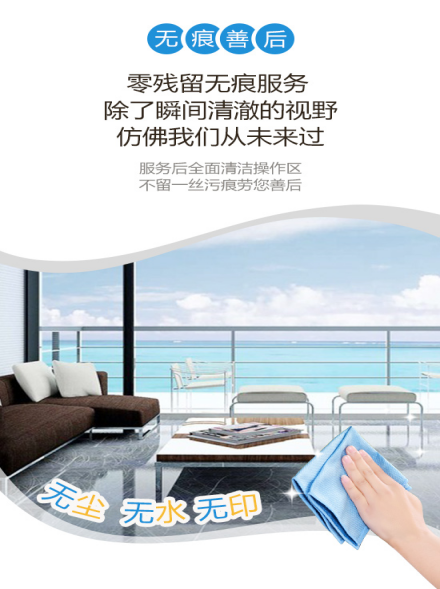 无痕善后
零残留无痕服务
除了瞬间清澈的视野
仿佛我们从未来过
服务后全面清洁操作区
不留一丝污痕劳您善后
无尘 无水 无印